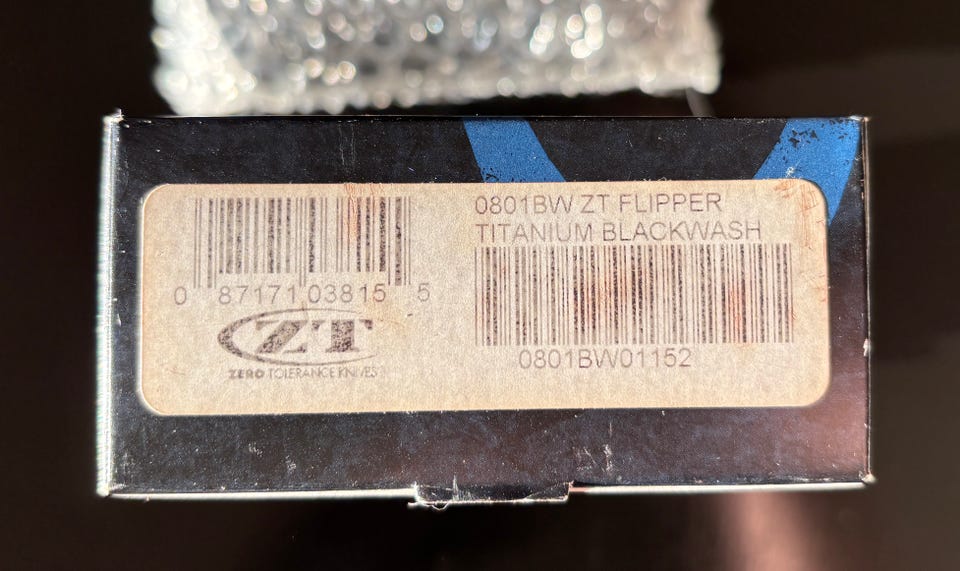 0 87171 03815 5
ZT
ZERO TOLERANCE KNIVES
0801BW ZT FLIPPER
TITANIUM BLACKWASH
0801BW01152